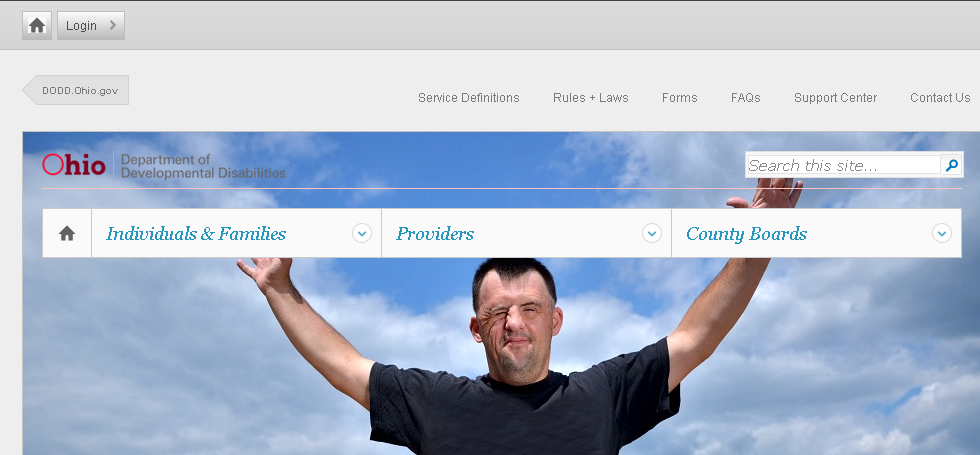 Login
DODD.Ohio.gov
Service Definitions Rules + Laws Forms FAQs Support Center Contact Us
Ohio Department of
Developmental Disabilities
Search this site...
Individuals & Families Providers County Boards